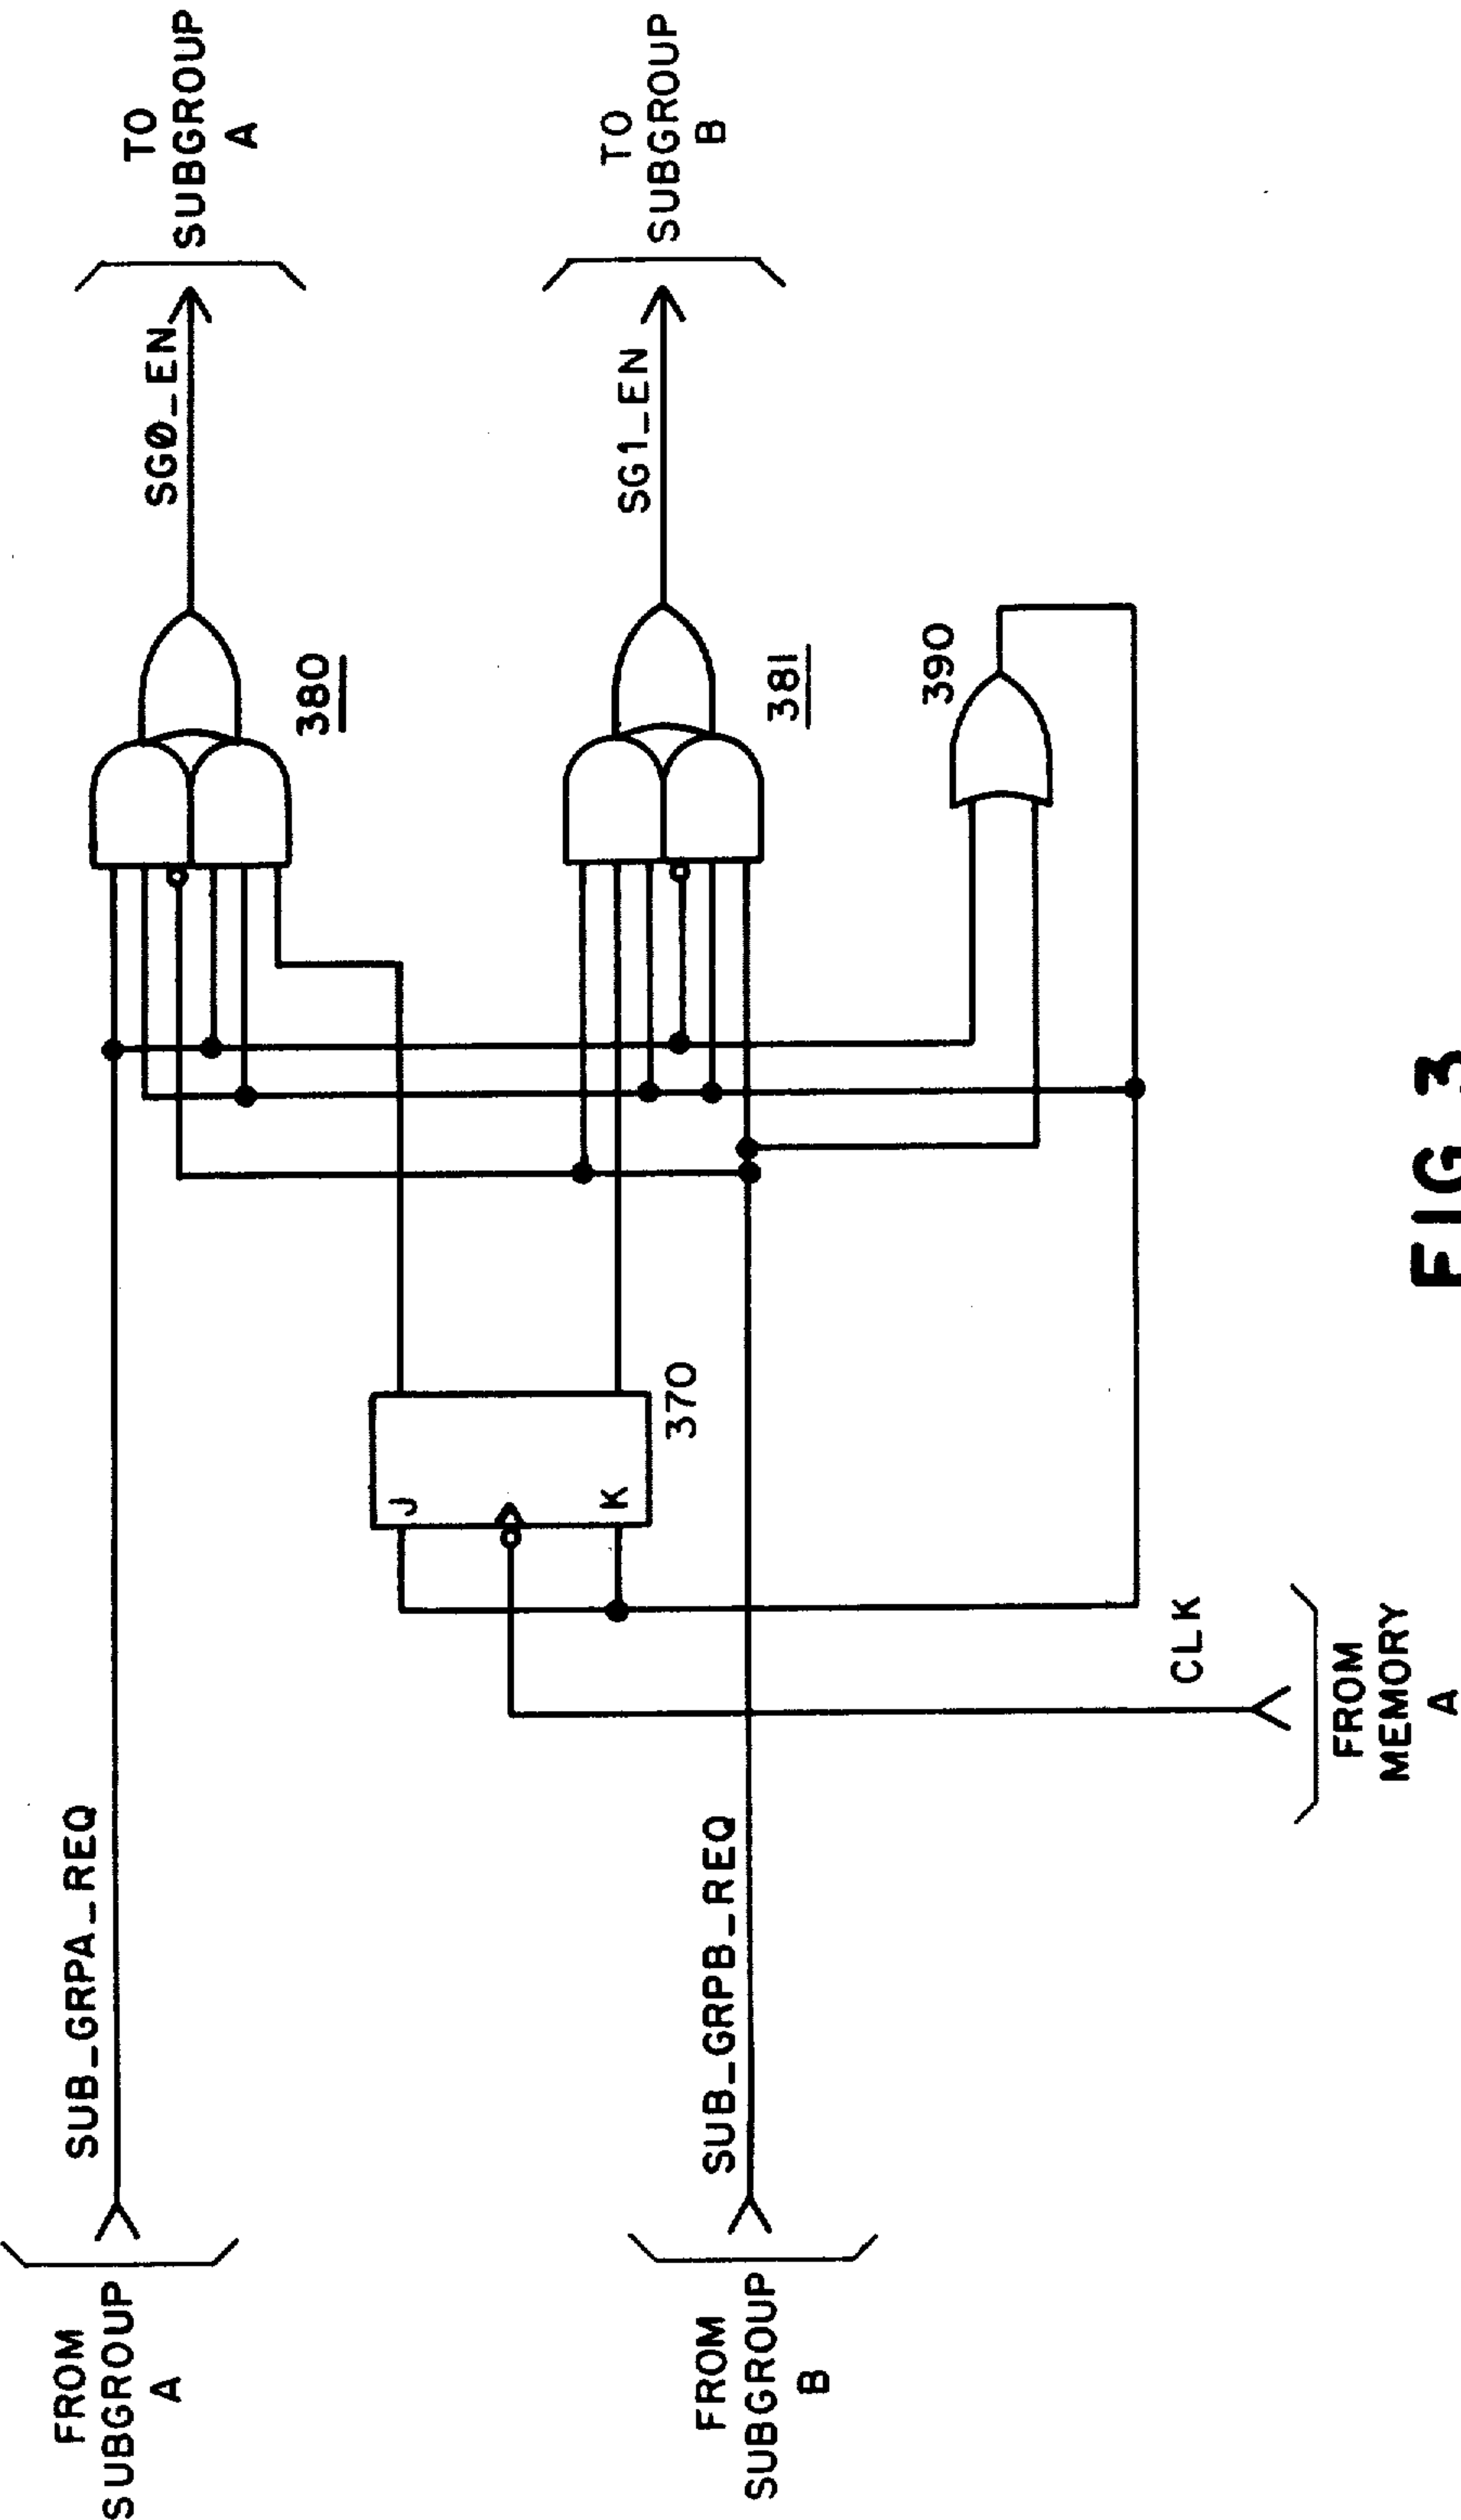 FROM
SUBGROUP
A
SUB_GRPA_REQ
SGØ_EN
TO
SUBGROUP
A
380
J
K
370
FROM
SUBGROUP
B
SUB_GRPB_REQ
SG1_EN
TO
SUBGROUP
B
381
390
CLK
FROM
MEMORY
A
FIG 3